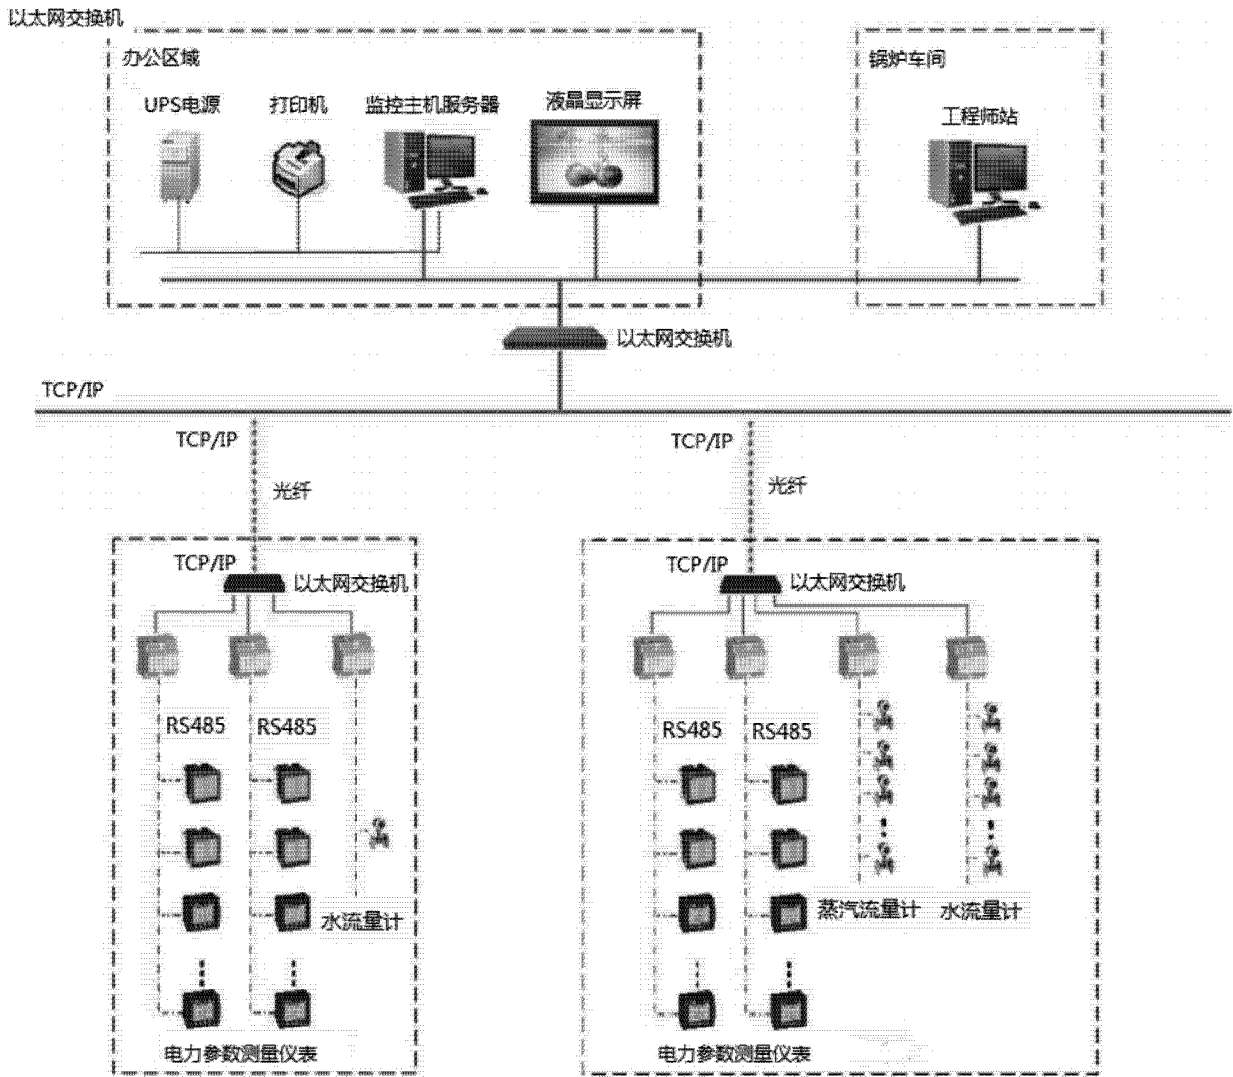 以太网交换机
办公区域
锅炉车间
UPS电源
打印机
监控主机服务器
液晶显示屏
工程师站
以太网交换机
TCP/IP
TCP/IP
TCP/IP
光纤
光纤
TCP/IP
以太网交换机
TCP/IP
以太网交换机
RS485
RS485
RS485
RS485
水流量计
蒸汽流量计
水流量计
电力参数测量仪表
电力参数测量仪表